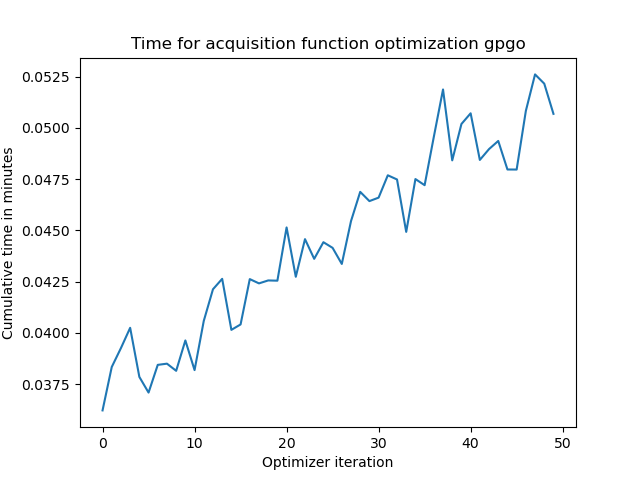 Time for acquisition function optimization gpgo
Cumulative time in minutes
0.0525
0.0500
0.0475
0.0450
0.0425
0.0400
0.0375
0 10 20 30 40 50
Optimizer iteration